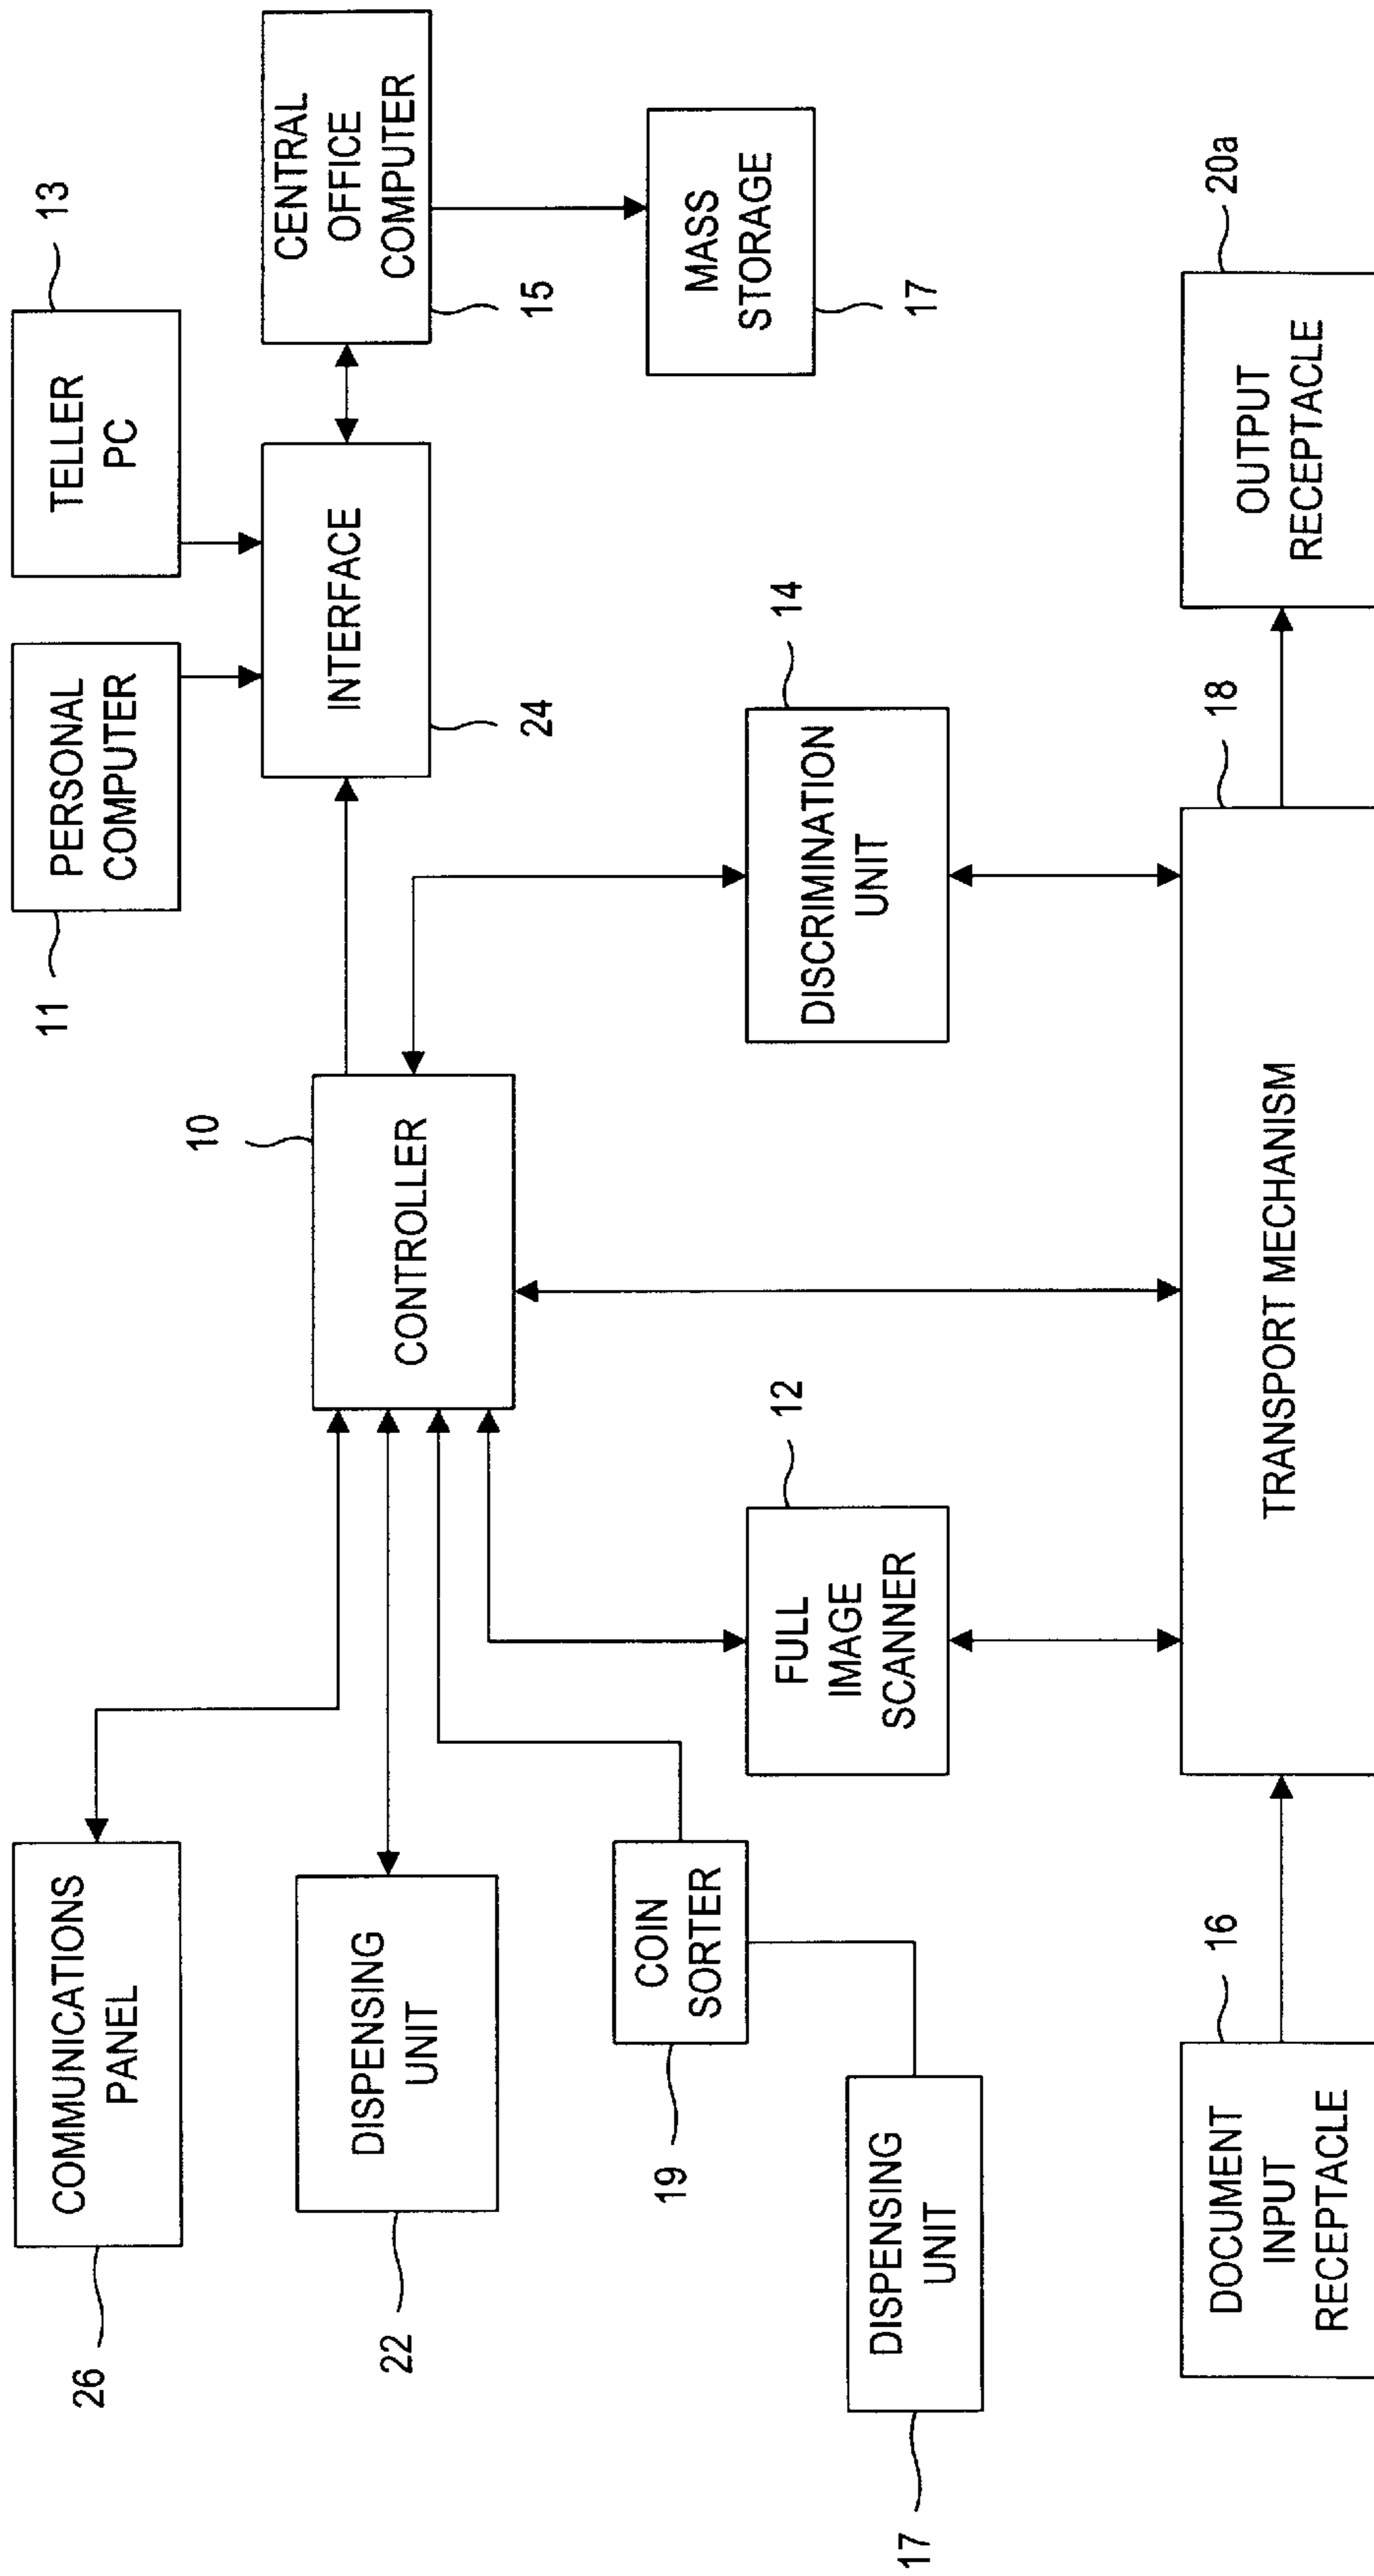 26
COMMUNICATIONS
PANEL
11
PERSONAL
COMPUTER
13
TELLER
PC
22
DISPENSING
UNIT
10
CONTROLLER
INTERFACE
24
CENTRAL
OFFICE
COMPUTER
15
19
COIN
SORTER
MASS
STORAGE
17
17
DISPENSING
UNIT
12
FULL
IMAGE
SCANNER
14
DISCRIMINATION
UNIT
16
DOCUMENT
INPUT
RECEPTACLE
18
TRANSPORT MECHANISM
20a
OUTPUT
RECEPTACLE